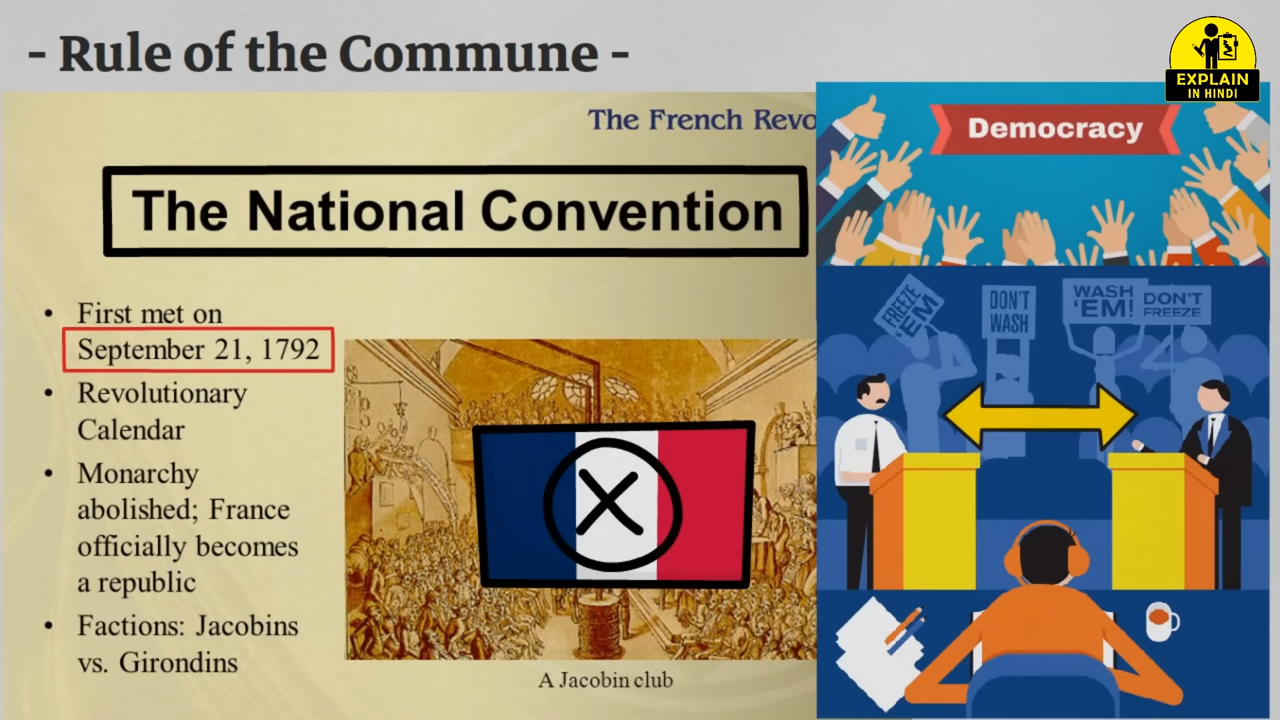 - Rule of the Commune -
EXPLAIN
IN HINDI
The French Revo
The National Convention
• First met on
September 21, 1792
• Revolutionary
Calendar
• Monarchy
abolished; France
officially becomes
a republic
• Factions: Jacobins
vs. Girondins
A Jacobin club
Democracy
FREEZE
'EM
DON'T
WASH
WASH
'EM!
DON'T
FREEZE